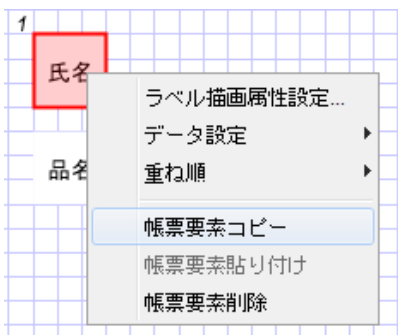 1
氏名
ラベル描画属性設定...
データ設定
品名
重ね順
帳票要素コピー
帳票要素貼り付け
帳票要素削除